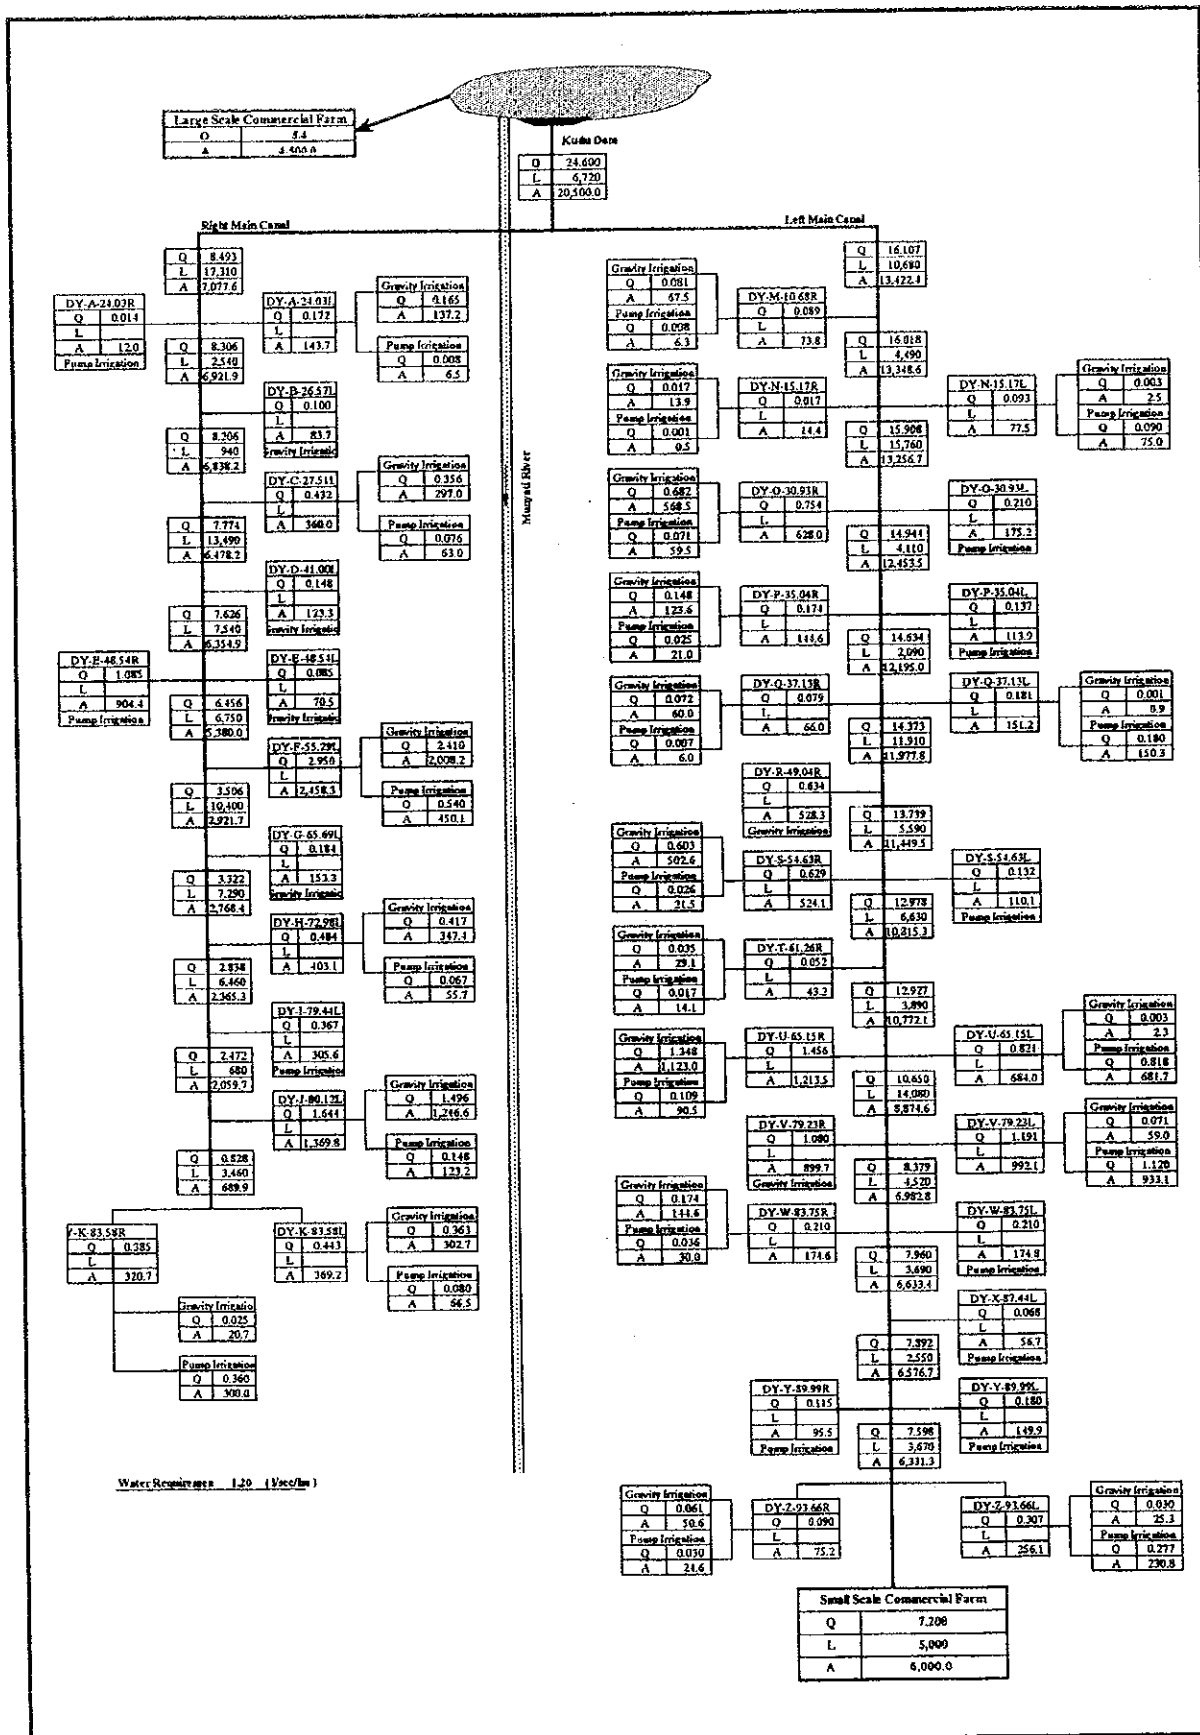 Large Scale Commercial Farm
Q 5.4
A 4,500.0
Kudu Dam
Q 24.600
L 6,720
A 20,500.0
Munyati River
Right Main Canal
Q 8.493
L 17,310
A 7,077.6
DY-A-24.03R
Q 0.014
L
A 12.0
Pump Irrigation
DY-A-24.03L
Q 0.172
L
A 143.7
Gravity Irrigation
Q 0.165
A 137.2
Pump Irrigation
Q 0.008
A 6.5
Q 8.306
L 2,540
A 6,921.9
DY-B-26.57L
Q 0.100
L
A 83.7
Gravity Irrigatio
Q 8.206
L 940
A 6,838.2
DY-C-27.51L
Q 0.432
L
A 360.0
Gravity Irrigation
Q 0.356
A 297.0
Pump Irrigation
Q 0.076
A 63.0
Q 7.774
L 13,490
A 6,478.2
DY-D-41.00L
Q 0.148
L
A 123.3
Gravity Irrigatio
Q 7.626
L 7,540
A 6,354.9
DY-E-48.54R
Q 1.085
L
A 904.4
Pump Irrigation
DY-E-48.54L
Q 0.085
L
A 70.5
Gravity Irrigatio
Q 6.456
L 6,750
A 5,380.0
DY-F-55.29L
Q 2.950
L
A 2,458.3
Gravity Irrigation
Q 2.410
A 2,008.2
Pump Irrigation
Q 0.540
A 450.1
Q 3.506
L 10,400
A 2,921.7
DY-G-65.69L
Q 0.184
L
A 153.3
Gravity Irrigatio
Q 3.322
L 7,290
A 2,768.4
DY-H-72.98L
Q 0.484
L
A 403.1
Gravity Irrigation
Q 0.417
A 347.4
Pump Irrigation
Q 0.067
A 55.7
Q 2.838
L 6,460
A 2,365.3
DY-I-79.44L
Q 0.367
L
A 305.6
Pump Irrigatio
Q 2.472
L 680
A 2,059.7
DY-J-80.12L
Q 1.644
L
A 1,369.8
Gravity Irrigation
Q 1.496
A 1,246.6
Pump Irrigation
Q 0.148
A 123.2
Q 0.828
L 3,460
A 689.9
Y-K-83.58R
Q 0.385
L
A 320.7
Gravity Irrigatio
Q 0.025
A 20.7
Pump Irrigation
Q 0.360
A 300.0
DY-K-83.58L
Q 0.443
L
A 369.2
Gravity Irrigation
Q 0.363
A 302.7
Pump Irrigation
Q 0.080
A 66.5
Water Requiremen 1.20 ( l/sec/ha )
Left Main Canal
Q 16.107
L 10,680
A 13,422.4
Gravity Irrigation
Q 0.081
A 67.5
Pump Irrigation
Q 0.008
A 6.3
DY-M-10.68R
Q 0.089
L
A 73.8
Q 16.018
L 4,490
A 13,348.6
Gravity Irrigation
Q 0.017
A 13.9
Pump Irrigation
Q 0.001
A 0.5
DY-N-15.17R
Q 0.017
L
A 14.4
DY-N-15.17L
Q 0.093
L
A 77.5
Gravity Irrigation
Q 0.003
A 2.5
Pump Irrigation
Q 0.090
A 75.0
Q 15.908
L 15,760
A 13,256.7
Gravity Irrigation
Q 0.682
A 568.5
Pump Irrigation
Q 0.071
A 59.5
DY-O-30.93R
Q 0.754
L
A 628.0
DY-O-30.93L
Q 0.210
L
A 175.2
Pump Irrigation
Q 14.944
L 4,110
A 12,453.5
Gravity Irrigation
Q 0.148
A 123.6
Pump Irrigation
Q 0.025
A 21.0
DY-P-35.04R
Q 0.174
L
A 144.6
DY-P-35.04L
Q 0.137
L
A 113.9
Pump Irrigation
Q 14.634
L 2,090
A 12,195.0
Gravity Irrigation
Q 0.072
A 60.0
Pump Irrigation
Q 0.007
A 6.0
DY-Q-37.13R
Q 0.079
L
A 66.0
DY-Q-37.13L
Q 0.181
L
A 151.2
Gravity Irrigation
Q 0.001
A 0.9
Pump Irrigation
Q 0.180
A 150.3
Q 14.373
L 11,910
A 11,977.8
DY-R-49.04R
Q 0.634
L
A 528.3
Gravity Irrigation
Q 13.739
L 5,590
A 11,449.5
Gravity Irrigation
Q 0.603
A 502.6
Pump Irrigation
Q 0.026
A 21.5
DY-S-54.63R
Q 0.629
L
A 524.1
DY-S-54.63L
Q 0.132
L
A 110.1
Pump Irrigation
Q 12.978
L 6,630
A 10,815.3
Gravity Irrigation
Q 0.035
A 29.1
Pump Irrigation
Q 0.017
A 14.1
DY-T-61.26R
Q 0.052
L
A 43.2
Q 12.927
L 3,890
A 10,772.1
Gravity Irrigation
Q 1.348
A 1,123.0
Pump Irrigation
Q 0.109
A 90.5
DY-U-65.15R
Q 1.456
L
A 1,213.5
DY-U-65.15L
Q 0.821
L
A 684.0
Gravity Irrigation
Q 0.003
A 2.3
Pump Irrigation
Q 0.818
A 681.7
Q 10.650
L 14,080
A 8,874.6
DY-V-79.23R
Q 1.080
L
A 899.7
Gravity Irrigation
DY-V-79.23L
Q 1.191
L
A 992.1
Gravity Irrigation
Q 0.071
A 59.0
Pump Irrigation
Q 1.120
A 933.1
Q 8.379
L 4,520
A 6,982.8
Gravity Irrigation
Q 0.174
A 144.6
Pump Irrigation
Q 0.036
A 30.0
DY-W-83.75R
Q 0.210
L
A 174.6
DY-W-83.75L
Q 0.210
L
A 174.8
Pump Irrigation
Q 7.960
L 3,690
A 6,633.4
DY-X-87.44L
Q 0.068
L
A 56.7
Pump Irrigation
Q 7.892
L 2,550
A 6,576.7
DY-Y-89.99R
Q 0.115
L
A 95.5
Pump Irrigation
DY-Y-89.99L
Q 0.180
L
A 149.9
Pump Irrigation
Q 7.598
L 3,670
A 6,331.3
Gravity Irrigation
Q 0.061
A 50.6
Pump Irrigation
Q 0.030
A 24.6
DY-Z-93.66R
Q 0.090
L
A 75.2
DY-Z-93.66L
Q 0.307
L
A 256.1
Gravity Irrigation
Q 0.030
A 25.3
Pump Irrigation
Q 0.277
A 230.8
Small Scale Commercial Farm
Q 7.208
L 5,000
A 6,000.0